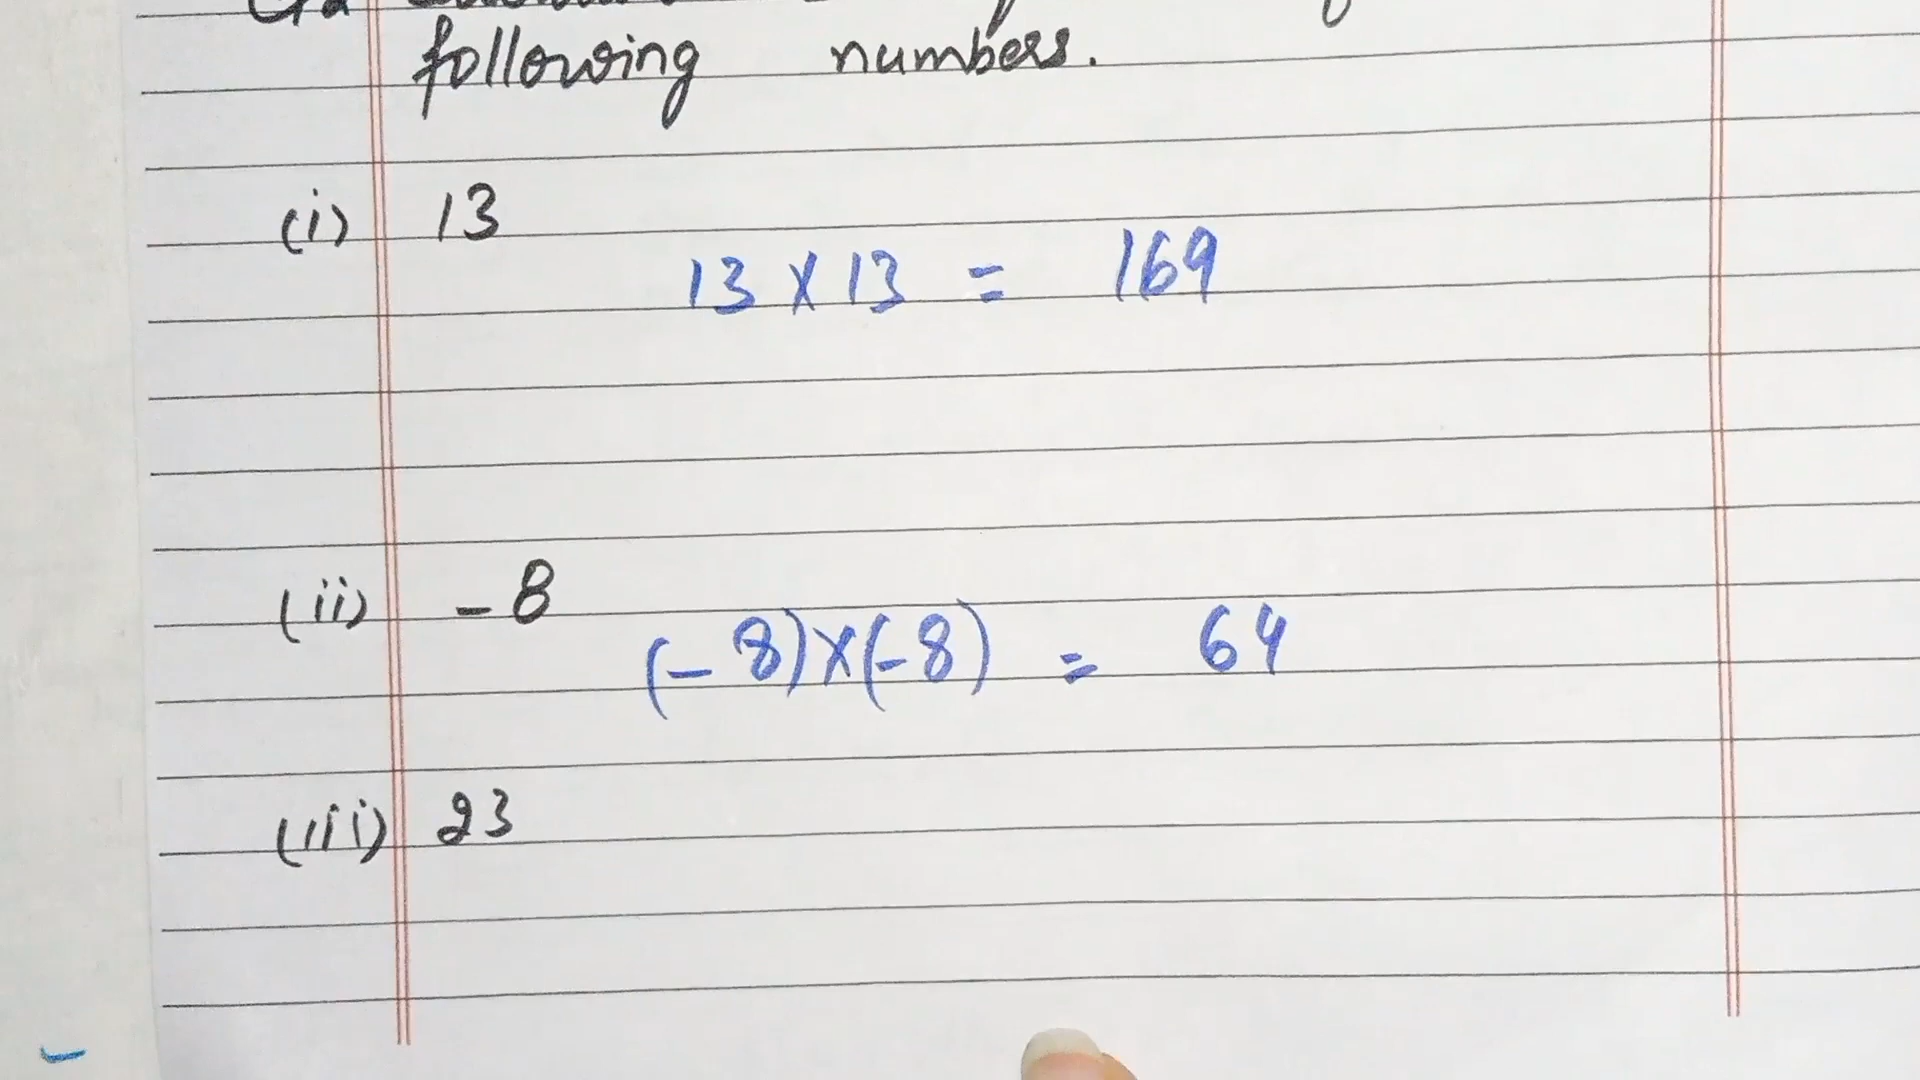 following numbers.
(i) 13
13 X 13 = 169
(ii) - 8
(- 8)X(- 8) = 64
(iii) 23